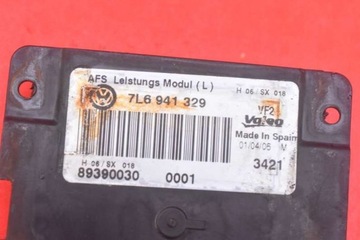 AFS Leistungs Modul (L)
H 06 / SX 018
7L6 941 329
VF2
Valeo
Made in Spain
01/04/05 M
3421
H 06/ SX 018
89390030 0001